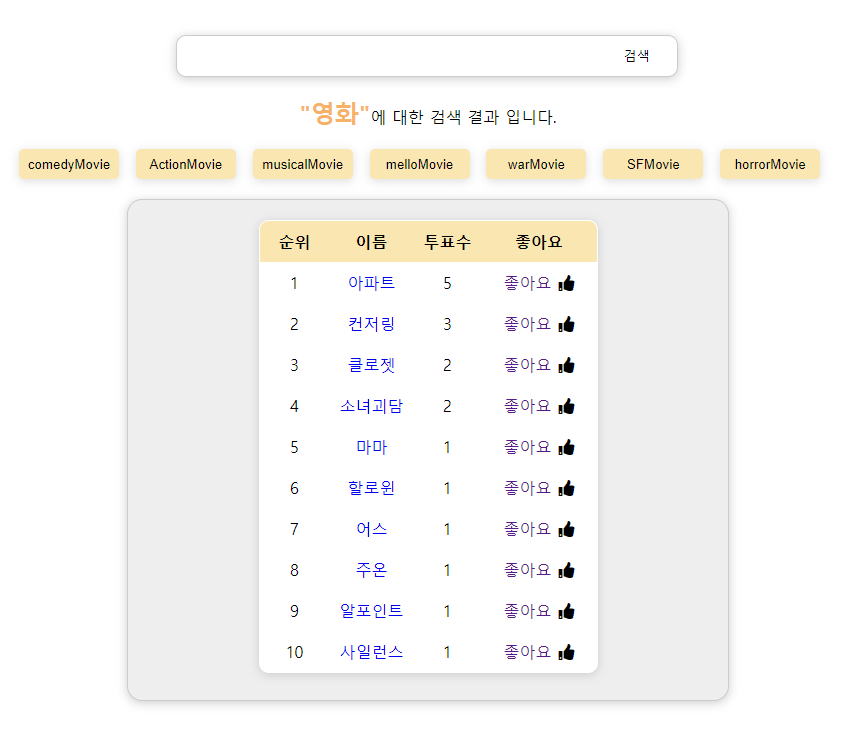 검색
"영화"에 대한 검색 결과 입니다.
comedyMovie ActionMovie musicalMovie melloMovie warMovie SFMovie horrorMovie
순위 이름 투표수 좋아요
1 아파트 5 좋아요
2 컨저링 3 좋아요
3 클로젯 2 좋아요
4 소녀괴담 2 좋아요
5 마마 1 좋아요
6 할로윈 1 좋아요
7 어스 1 좋아요
8 주온 1 좋아요
9 알포인트 1 좋아요
10 사일런스 1 좋아요